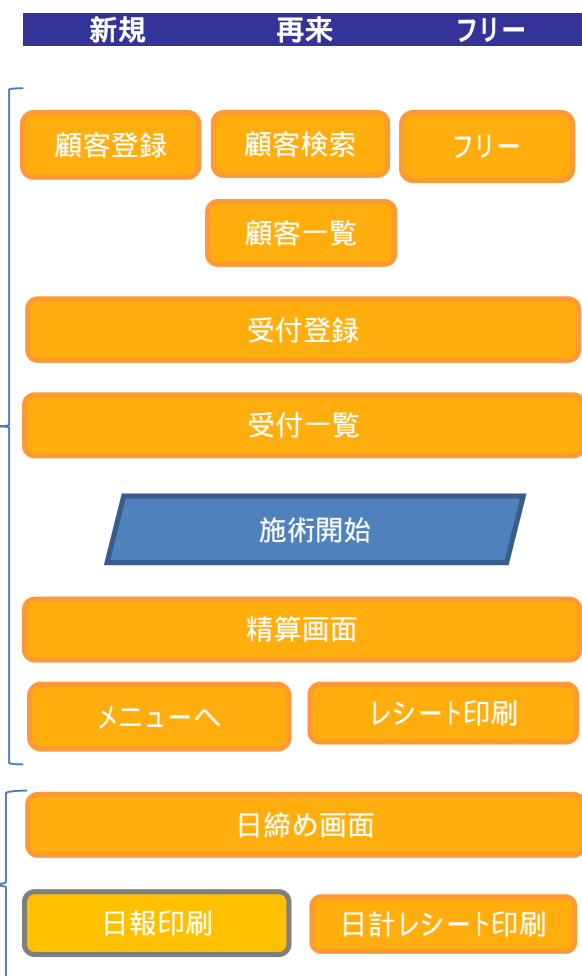 新規 再来 フリー
顧客登録 顧客検索 フリー
顧客一覧
受付登録
受付一覧
施術開始
精算画面
メニューへ レシート印刷
日締め画面
日報印刷 日計レシート印刷